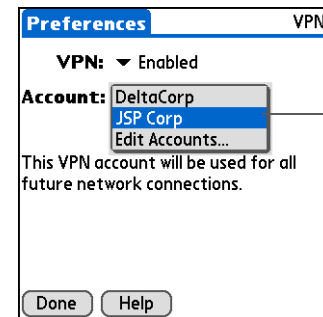 Preferences VPN
VPN: Enabled
Account: DeltaCorp
JSP Corp
Edit Accounts...
This VPN account will be used for all
future network connections.
Done Help